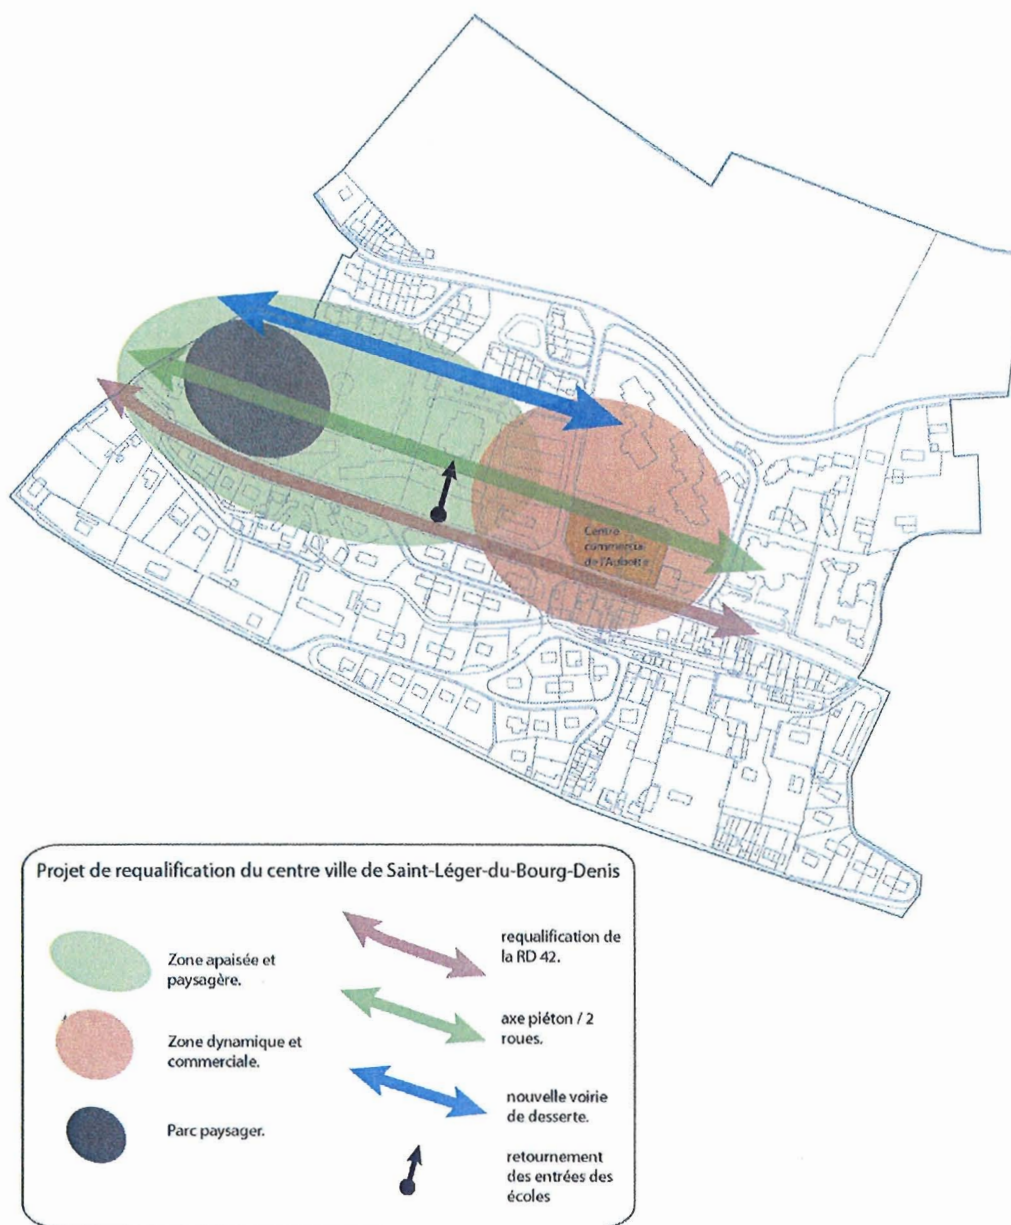 Centre
commercial
de l'Aubette
Projet de requalification du centre ville de Saint-Léger-du-Bourg-Denis
Zone apaisée et
paysagère.
Zone dynamique et
commerciale.
Parc paysager.
requalification de
la RD 42.
axe piéton / 2
roues.
nouvelle voirie
de desserte.
retournement
des entrées des
écoles